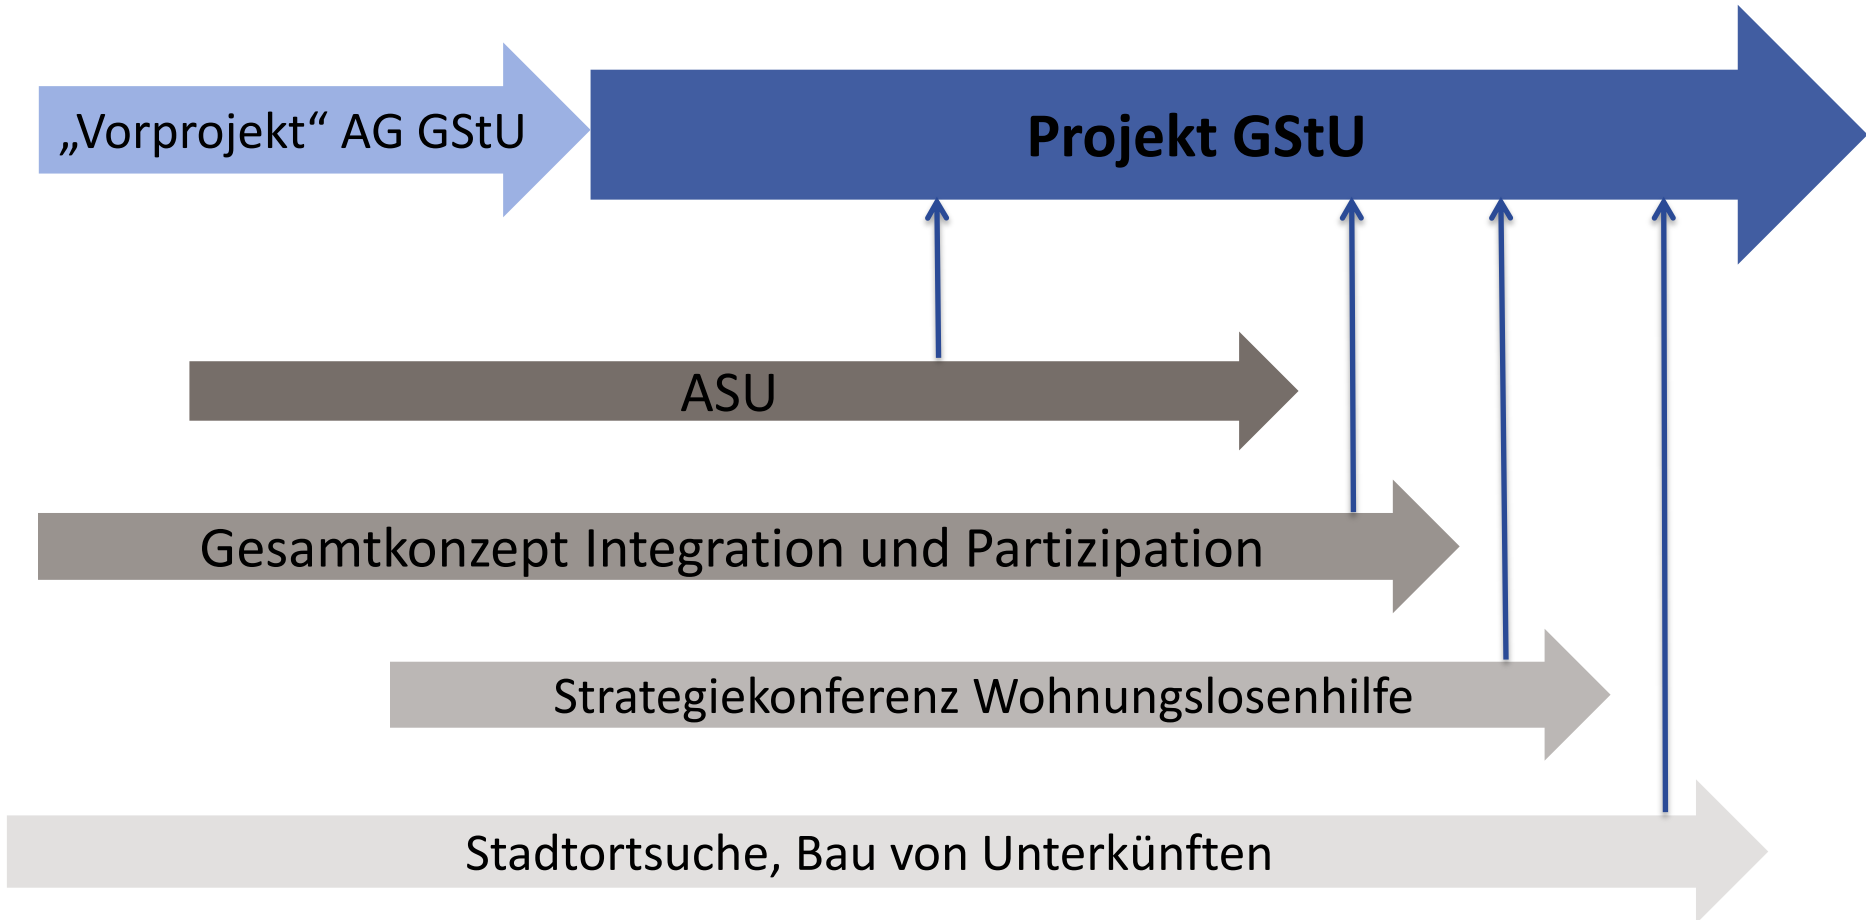 „Vorprojekt“ AG GStU
Projekt GStU
ASU
Gesamtkonzept Integration und Partizipation
Strategiekonferenz Wohnungslosenhilfe
Stadtortsuche, Bau von Unterkünften